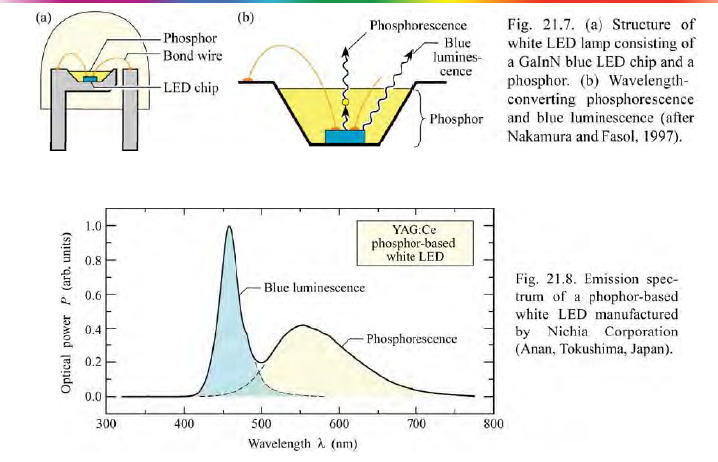 (a)
Phosphor
Bond wire
LED chip
(b)
Phosphorescence
Blue
lumines-
cence
Phosphor
Fig. 21.7. (a) Structure of
white LED lamp consisting of
a GaInN blue LED chip and a
phosphor. (b) Wavelength-
converting phosphorescence
and blue luminescence (after
Nakamura and Fasol, 1997).
Optical power P (arb. units)
1.0
0.8
0.6
0.4
0.2
0.0
YAG:Ce
phosphor-based
white LED
Blue luminescence
Phosphorescence
300 400 500 600 700 800
Wavelength λ (nm)
Fig. 21.8. Emission spec-
trum of a phophor-based
white LED manufactured
by Nichia Corporation
(Anan, Tokushima, Japan).